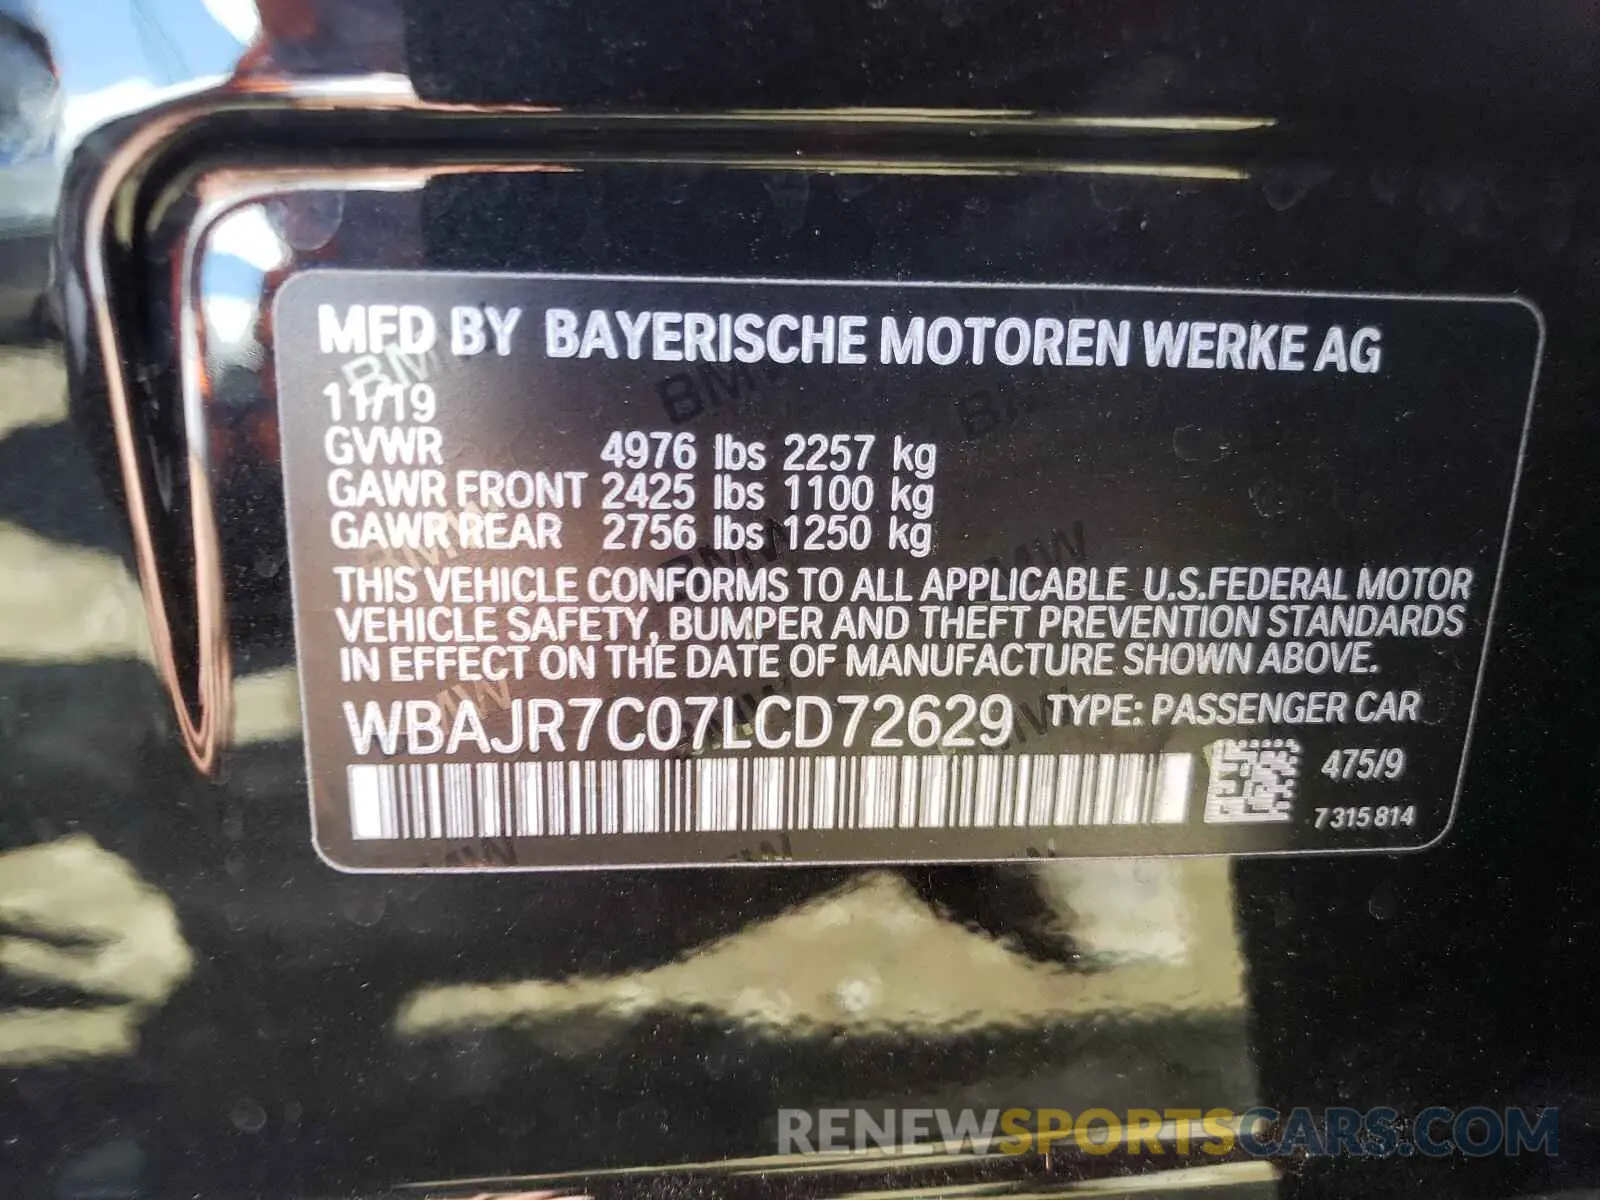 MFD BY BAYERISCHE MOTOREN WERKE AG
11/19
GVWR 4976 lbs 2257 kg
GAWR FRONT 2425 lbs 1100 kg
GAWR REAR 2756 lbs 1250 kg
THIS VEHICLE CONFORMS TO ALL APPLICABLE U.S.FEDERAL MOTOR
VEHICLE SAFETY, BUMPER AND THEFT PREVENTION STANDARDS
IN EFFECT ON THE DATE OF MANUFACTURE SHOWN ABOVE.
WBAJR7C07LCD72629 TYPE: PASSENGER CAR
475/9
7 315 814
RENEWSPORTSCARS.COM